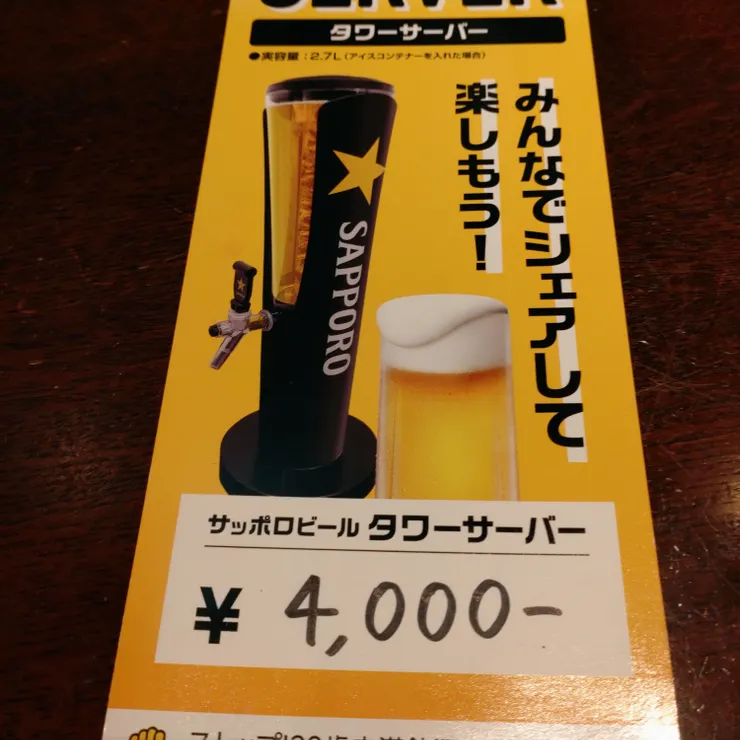 SERVER
タワーサーバー
●実容量：2.7L（アイスコンテナーを入れた場合）
みんなでシェアして
楽しもう！
SAPPORO
サッポロビール タワーサーバー
¥ 4,000-